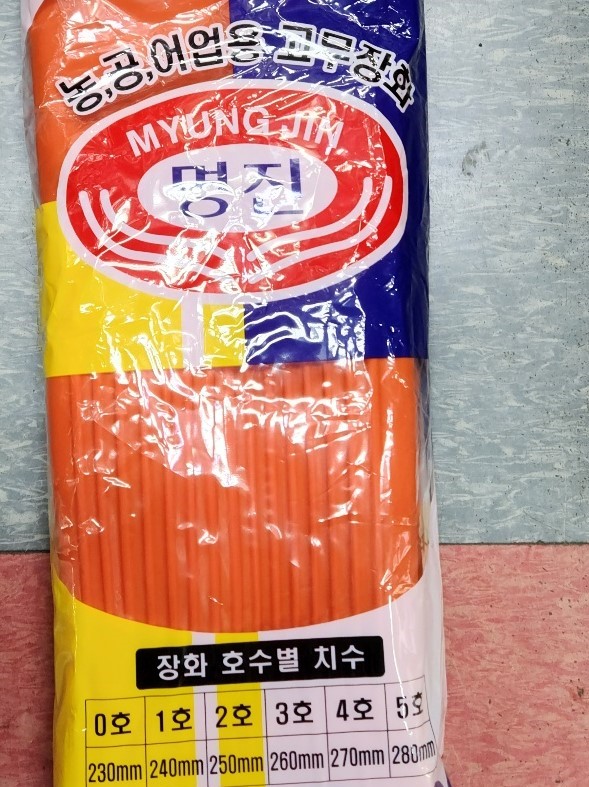 농,공,어업용 고무장화
MYUNG JIN
명진
장화 호수별 치수
0호 1호 2호 3호 4호 5호
230mm 240mm 250mm 260mm 270mm 280mm